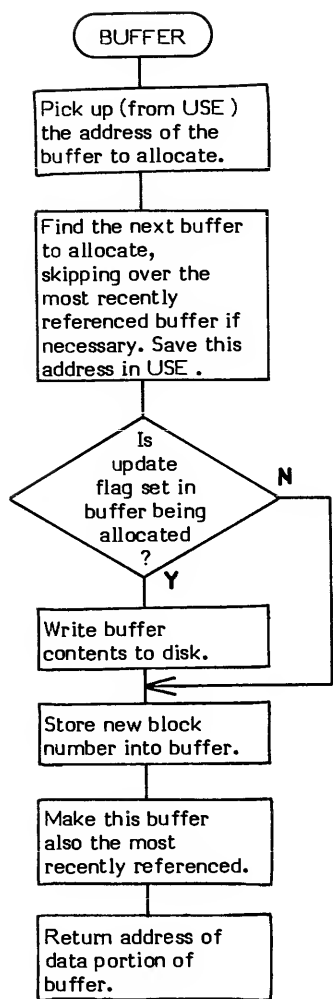 BUFFER
Pick up (from USE )
the address of the
buffer to allocate.
Find the next buffer
to allocate,
skipping over the
most recently
referenced buffer if
necessary. Save this
address in USE .
Is
update
flag set in
buffer being
allocated
?
N
Y
Write buffer
contents to disk.
Store new block
number into buffer.
Make this buffer
also the most
recently referenced.
Return address of
data portion of
buffer.